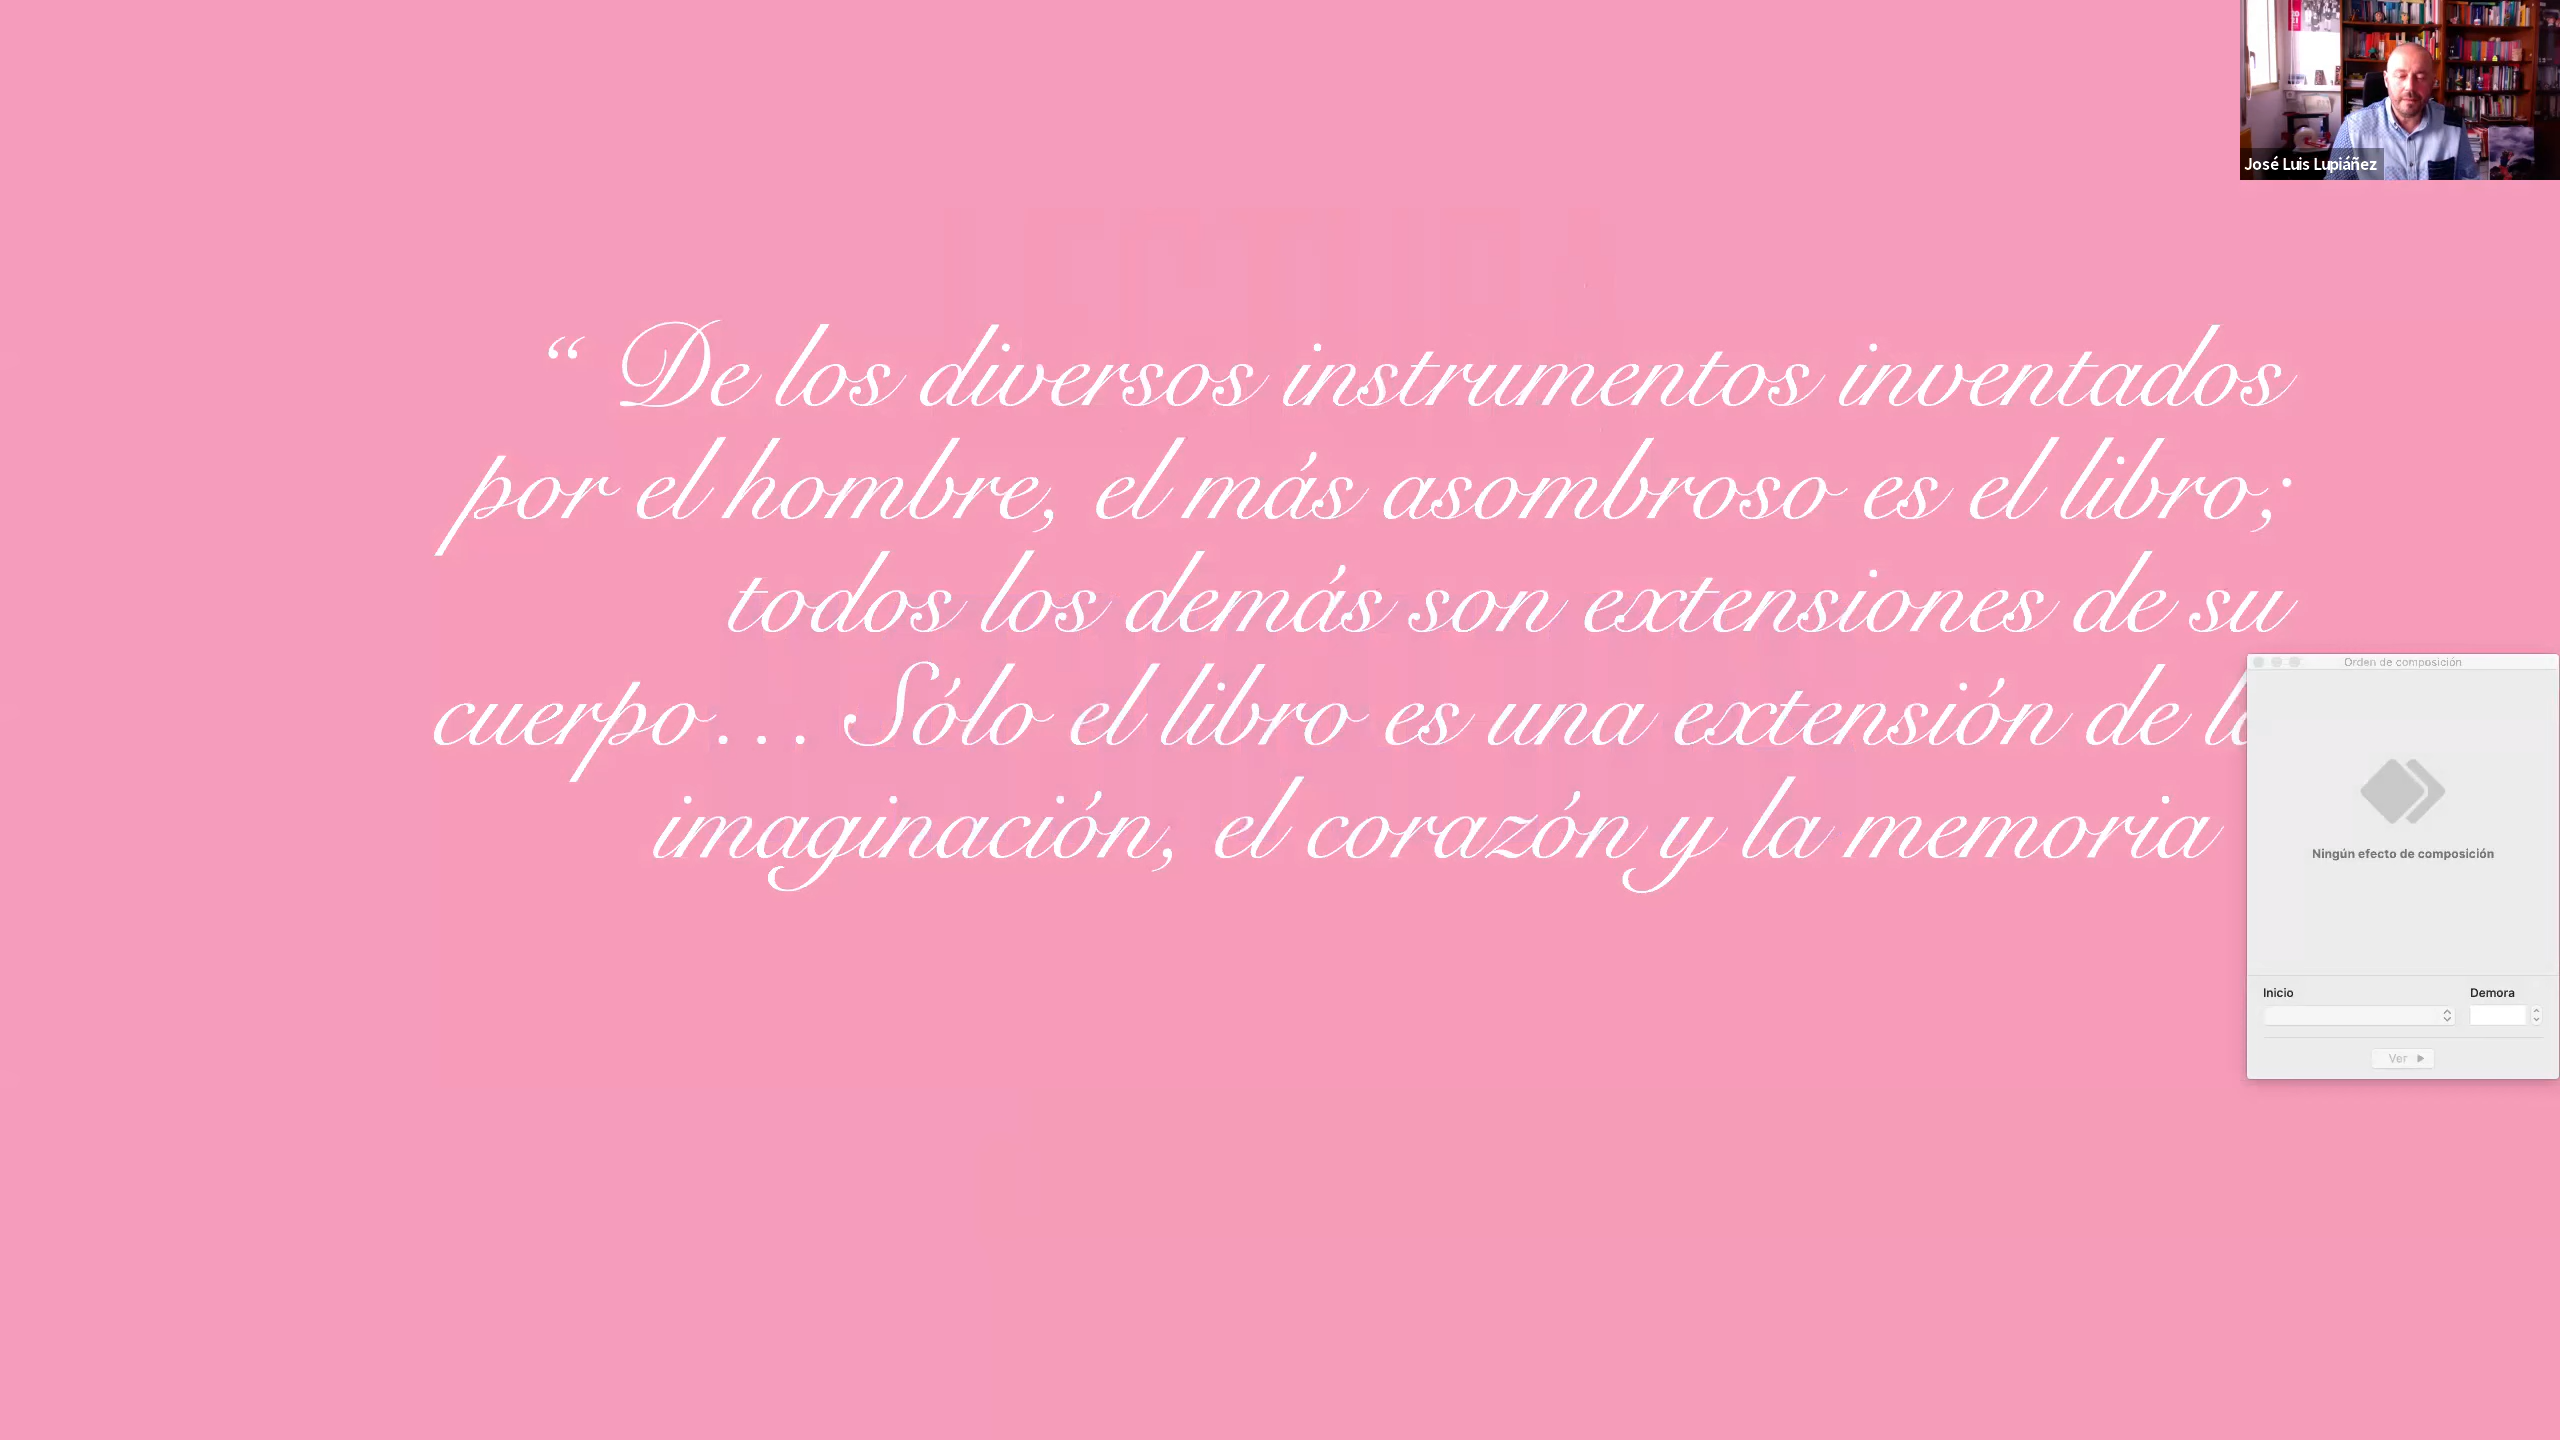 José Luis Lupiáñez
“ De los diversos instrumentos inventados
por el hombre, el más asombroso es el libro;
todos los demás son extensiones de su
cuerpo… Sólo el libro es una extensión de
imaginación, el corazón y la memoria
Orden de composición
Ningún efecto de composición
Inicio Demora
Ver